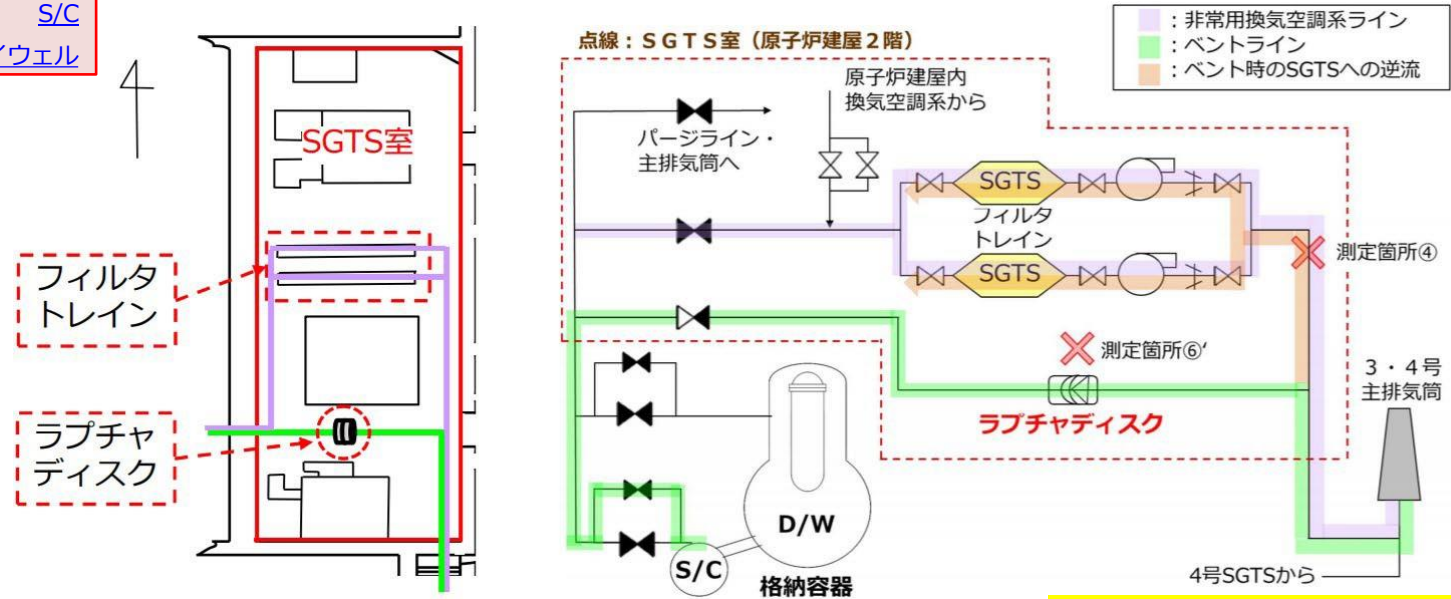 S/C
イウェル
4
SGTS室
フィルタ
トレイン
ラプチャ
ディスク
点線：ＳＧＴＳ室（原子炉建屋２階）
：非常用換気空調系ライン
：ベントライン
：ベント時のSGTSへの逆流
原子炉建屋内
換気空調系から
パージライン・
主排気筒へ
SGTS
フィルタ
トレイン
SGTS
測定箇所④
測定箇所⑥‘
ラプチャディスク
３・４号
主排気筒
D/W
S/C
格納容器
4号SGTSから